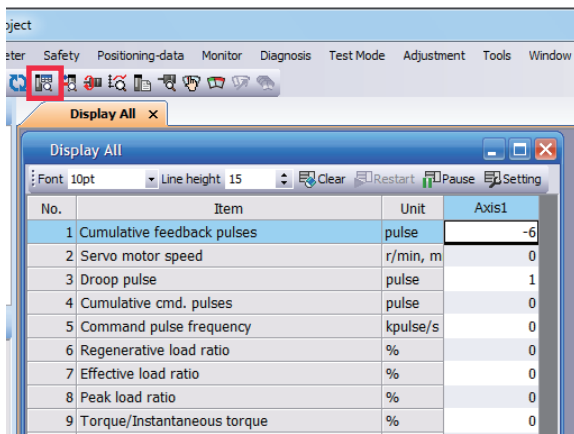 oject
eter Safety Positioning-data Monitor Diagnosis Test Mode Adjustment Tools Window
Display All ×
Display All
Font 10pt Line height 15 Clear Restart Pause Setting
No. Item Unit Axis1
1 Cumulative feedback pulses pulse -6
2 Servo motor speed r/min, m 0
3 Droop pulse pulse 1
4 Cumulative cmd. pulses pulse 0
5 Command pulse frequency kpulse/s 0
6 Regenerative load ratio % 0
7 Effective load ratio % 0
8 Peak load ratio % 0
9 Torque/Instantaneous torque % 0